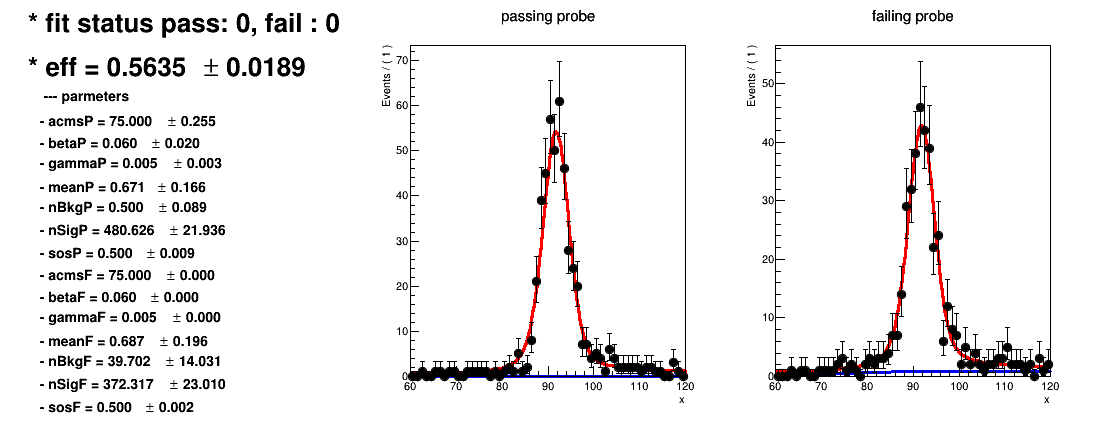 * fit status pass: 0, fail : 0
* eff = 0.5635 ± 0.0189
--- parmeters
- acmsP = 75.000 ± 0.255
- betaP = 0.060 ± 0.020
- gammaP = 0.005 ± 0.003
- meanP = 0.671 ± 0.166
- nBkgP = 0.500 ± 0.089
- nSigP = 480.626 ± 21.936
- sosP = 0.500 ± 0.009
- acmsF = 75.000 ± 0.000
- betaF = 0.060 ± 0.000
- gammaF = 0.005 ± 0.000
- meanF = 0.687 ± 0.196
- nBkgF = 39.702 ± 14.031
- nSigF = 372.317 ± 23.010
- sosF = 0.500 ± 0.002
passing probe
Events / ( 1 )
70
60
50
40
30
20
10
0
60 70 80 90 100 110 120
x
failing probe
Events / ( 1 )
50
40
30
20
10
0
60 70 80 90 100 110 120
x